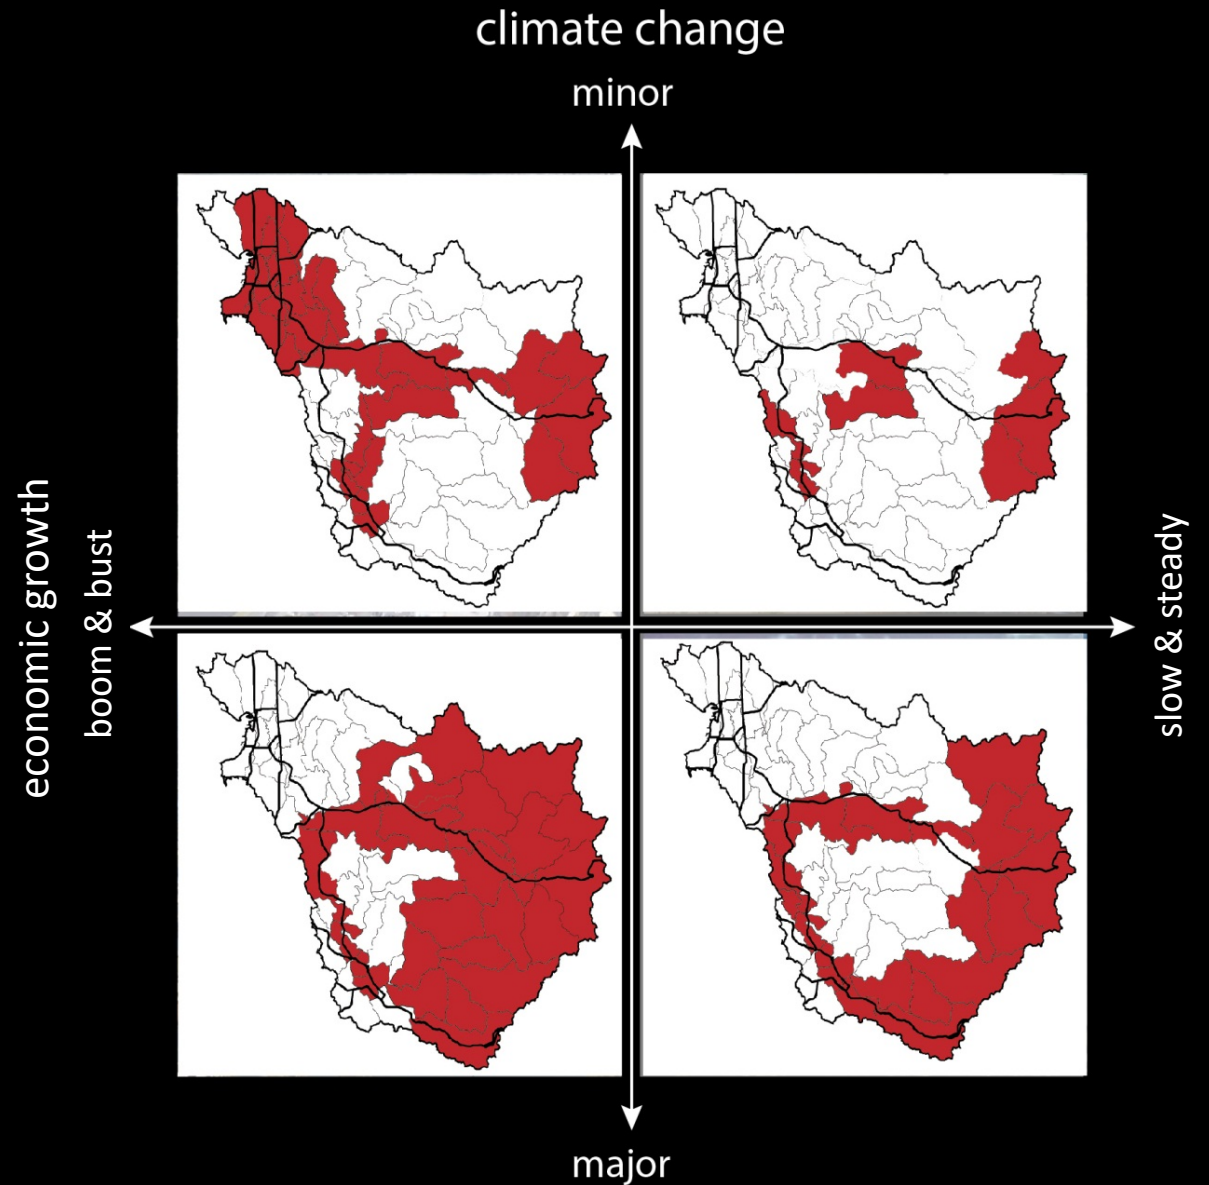 climate change
minor
economic growth
boom & bust
slow & steady
major